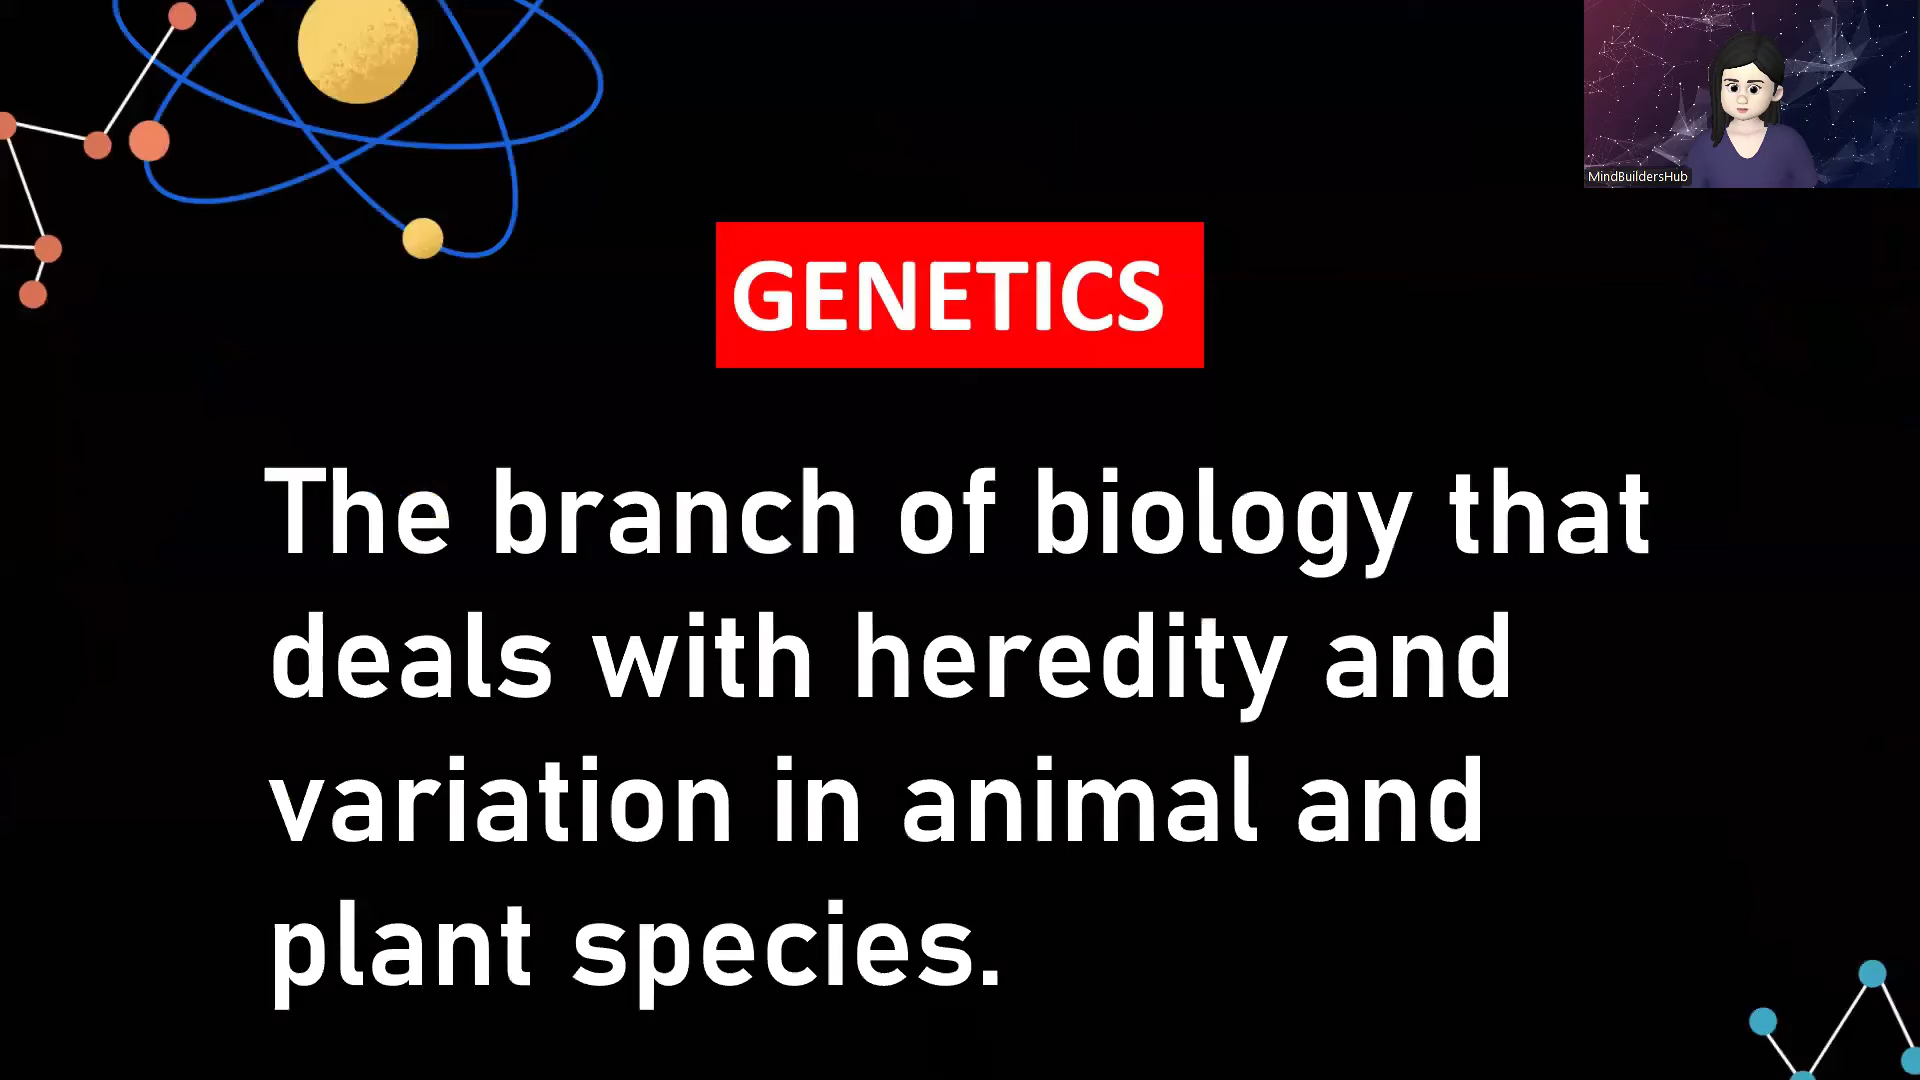 MindBuildersHub
GENETICS
The branch of biology that
deals with heredity and
variation in animal and
plant species.